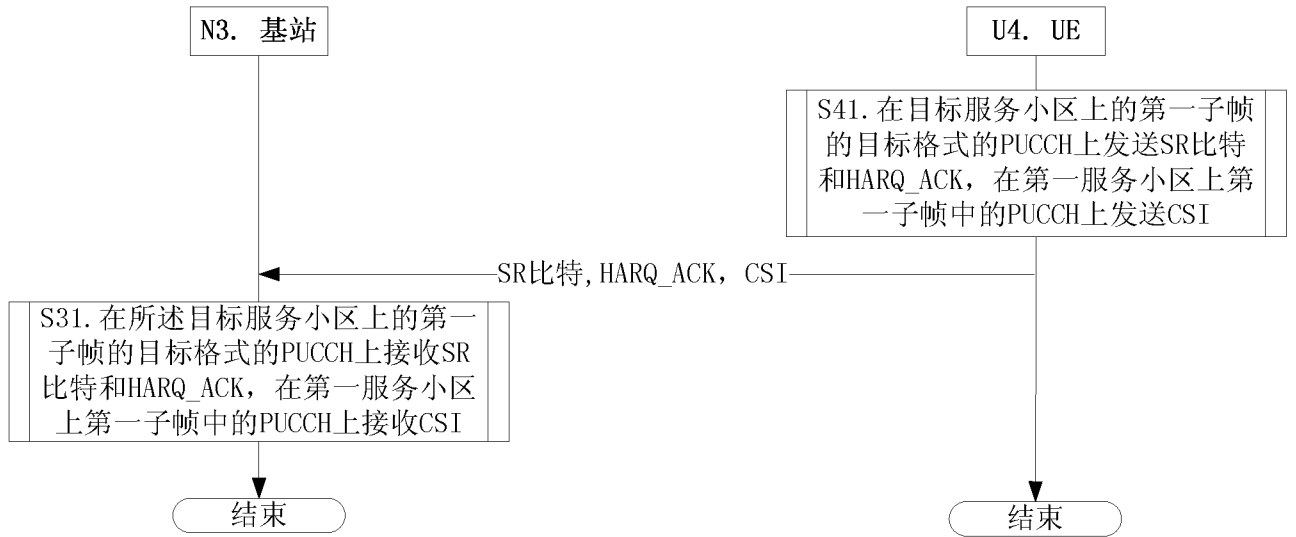 N3. 基站
U4. UE
S41.在目标服务小区上的第一子帧
的目标格式的PUCCH上发送SR比特
和HARQ_ACK，在第一服务小区上第
一子帧中的PUCCH上发送CSI
SR比特,HARQ_ACK，CSI
S31.在所述目标服务小区上的第一
子帧的目标格式的PUCCH上接收SR
比特和HARQ_ACK，在第一服务小区
上第一子帧中的PUCCH上接收CSI
结束
结束